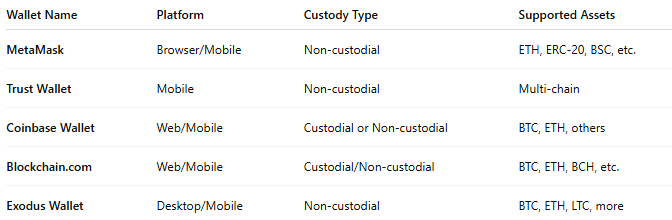 Wallet Name Platform Custody Type Supported Assets
MetaMask Browser/Mobile Non-custodial ETH, ERC-20, BSC, etc.
Trust Wallet Mobile Non-custodial Multi-chain
Coinbase Wallet Web/Mobile Custodial or Non-custodial BTC, ETH, others
Blockchain.com Web/Mobile Custodial/Non-custodial BTC, ETH, BCH, etc.
Exodus Wallet Desktop/Mobile Non-custodial BTC, ETH, LTC, more